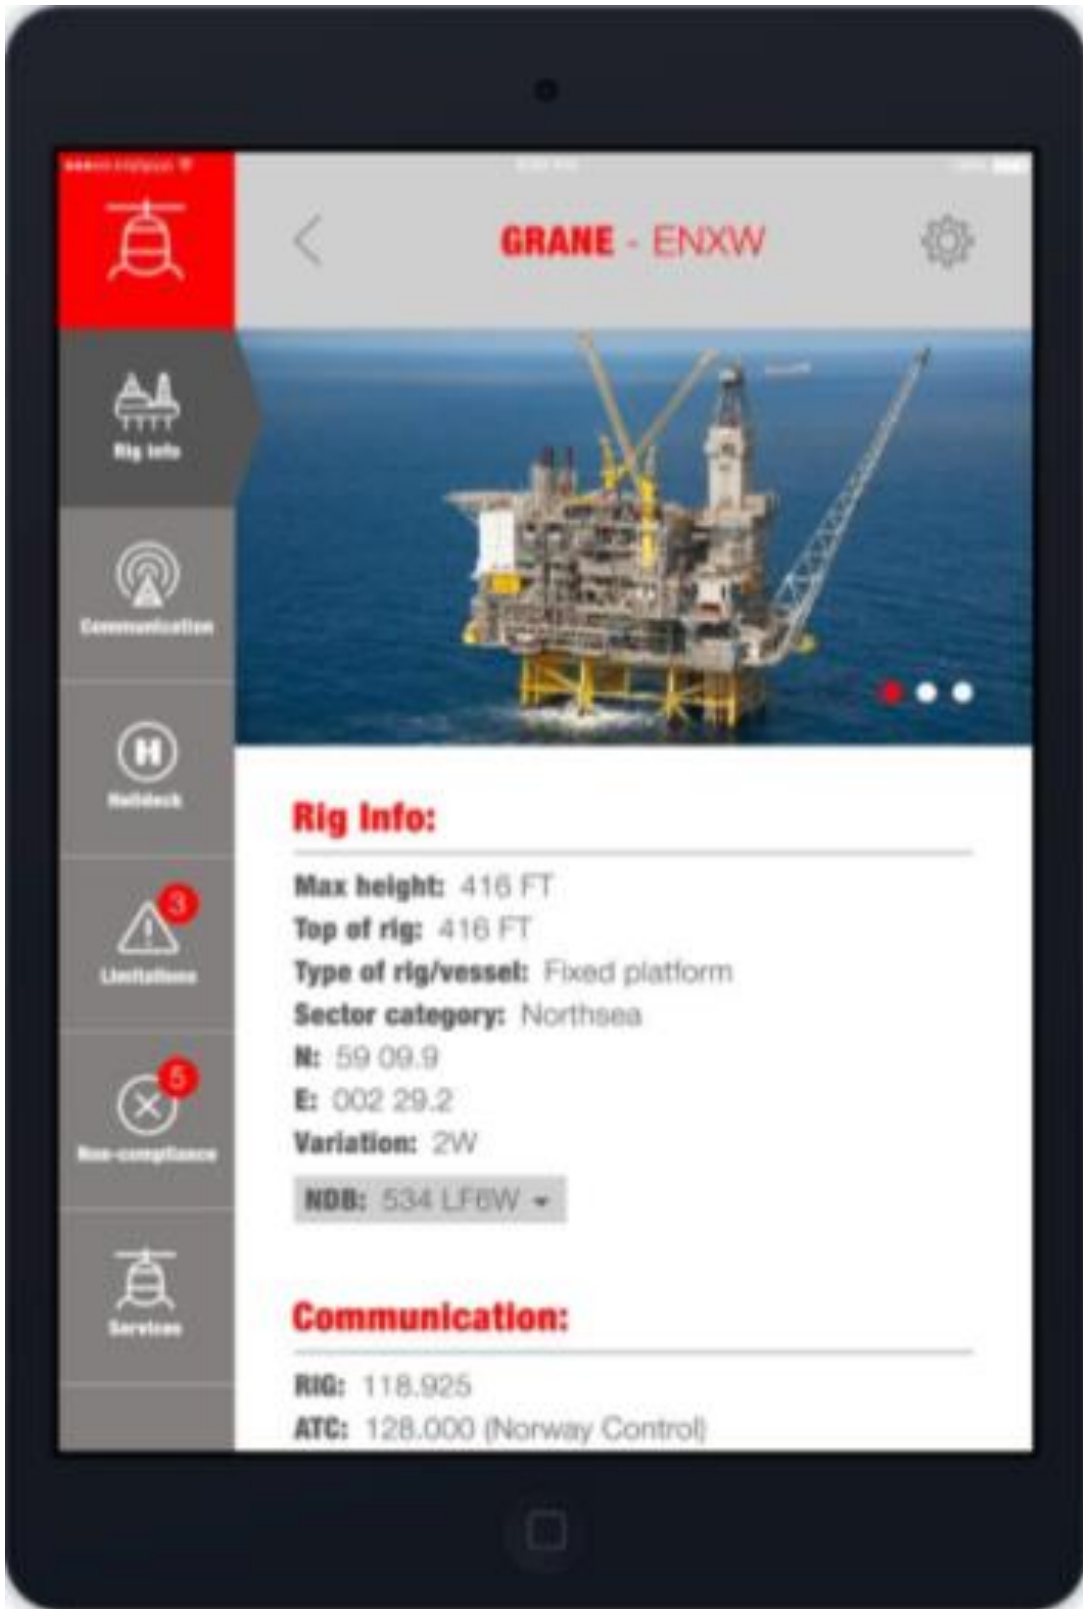 GRANE - ENXW
Rig Info
Communication
Helideck
3
Limitations
5
Non-compliance
Services
Rig Info:
Max height: 416 FT
Top of rig: 416 FT
Type of rig/vessel: Fixed platform
Sector category: Northsea
N: 59 09.9
E: 002 29.2
Variation: 2W
NDB: 534 LF6W
Communication:
RIG: 118.925
ATC: 128.000 (Norway Control)